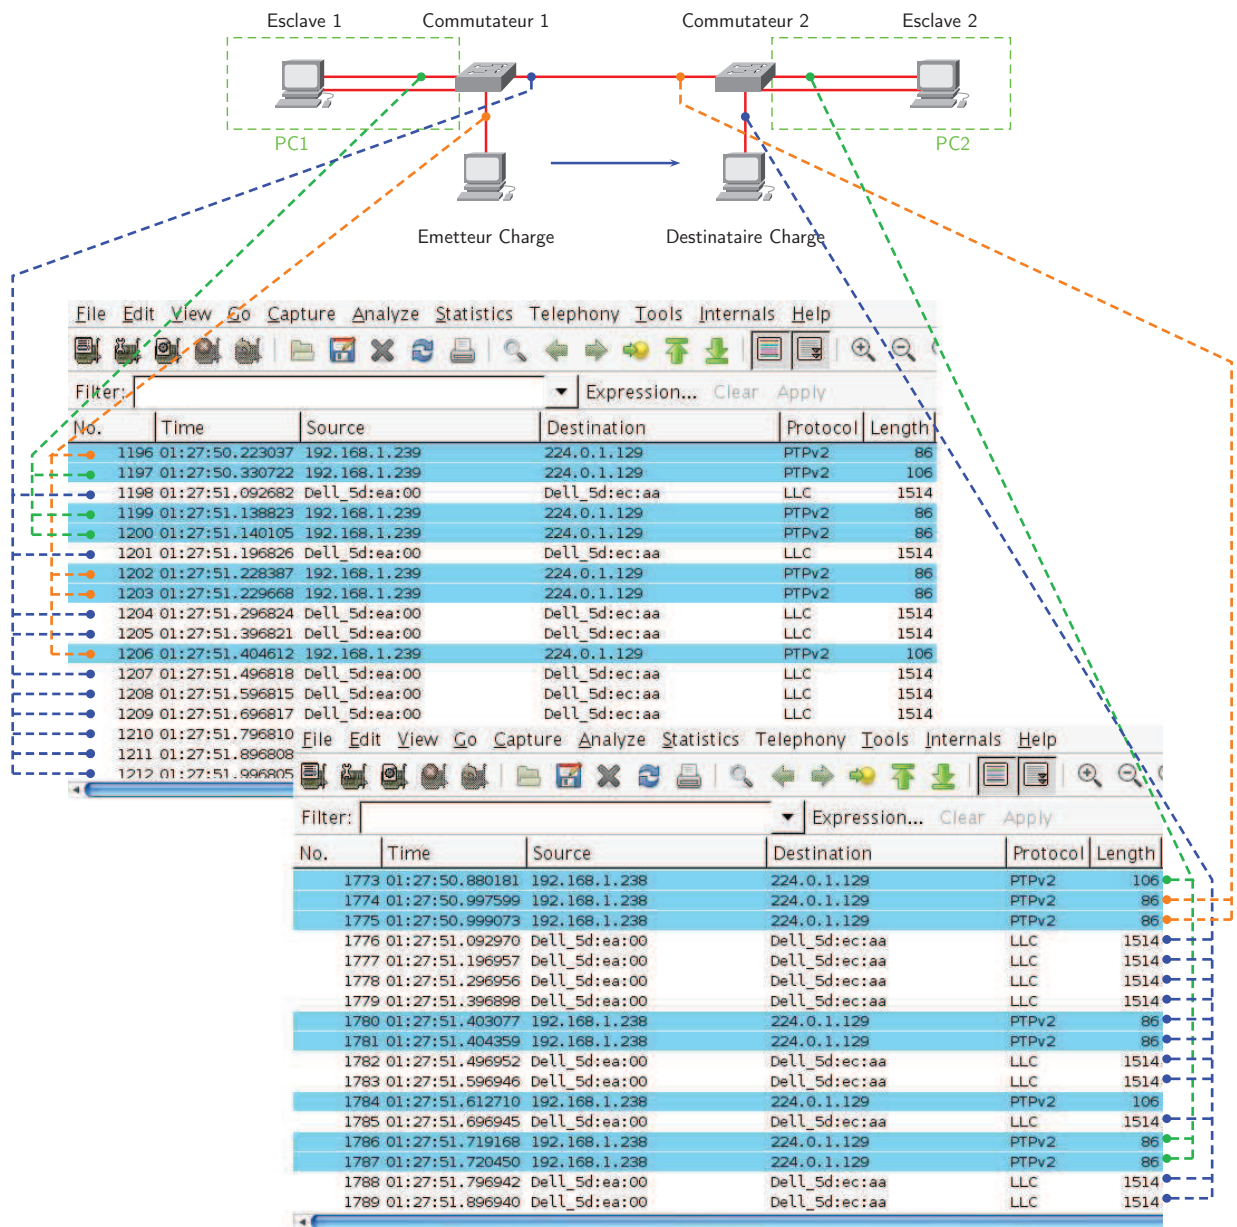 Esclave 1 Commutateur 1 Commutateur 2 Esclave 2
PC1 PC2
Emetteur Charge Destinataire Charge
File Edit View Go Capture Analyze Statistics Telephony Tools Internals Help
Filter: Expression... Clear Apply
No. Time Source Destination Protocol Length
1196 01:27:50.223037 192.168.1.239 224.0.1.129 PTPv2 86
1197 01:27:50.330722 192.168.1.239 224.0.1.129 PTPv2 106
1198 01:27:51.092682 Dell_5d:ea:00 Dell_5d:ec:aa LLC 1514
1199 01:27:51.138823 192.168.1.239 224.0.1.129 PTPv2 86
1200 01:27:51.140105 192.168.1.239 224.0.1.129 PTPv2 86
1201 01:27:51.196826 Dell_5d:ea:00 Dell_5d:ec:aa LLC 1514
1202 01:27:51.228387 192.168.1.239 224.0.1.129 PTPv2 86
1203 01:27:51.229668 192.168.1.239 224.0.1.129 PTPv2 86
1204 01:27:51.296824 Dell_5d:ea:00 Dell_5d:ec:aa LLC 1514
1205 01:27:51.396821 Dell_5d:ea:00 Dell_5d:ec:aa LLC 1514
1206 01:27:51.404612 192.168.1.239 224.0.1.129 PTPv2 106
1207 01:27:51.496818 Dell_5d:ea:00 Dell_5d:ec:aa LLC 1514
1208 01:27:51.596815 Dell_5d:ea:00 Dell_5d:ec:aa LLC 1514
1209 01:27:51.696817 Dell_5d:ea:00 Dell_5d:ec:aa LLC 1514
1210 01:27:51.796810
1211 01:27:51.896808
1212 01:27:51.996805
File Edit View Go Capture Analyze Statistics Telephony Tools Internals Help
Filter: Expression... Clear Apply
No. Time Source Destination Protocol Length
1773 01:27:50.880181 192.168.1.238 224.0.1.129 PTPv2 106
1774 01:27:50.997599 192.168.1.238 224.0.1.129 PTPv2 86
1775 01:27:50.999073 192.168.1.238 224.0.1.129 PTPv2 86
1776 01:27:51.092970 Dell_5d:ea:00 Dell_5d:ec:aa LLC 1514
1777 01:27:51.196957 Dell_5d:ea:00 Dell_5d:ec:aa LLC 1514
1778 01:27:51.296956 Dell_5d:ea:00 Dell_5d:ec:aa LLC 1514
1779 01:27:51.396898 Dell_5d:ea:00 Dell_5d:ec:aa LLC 1514
1780 01:27:51.403077 192.168.1.238 224.0.1.129 PTPv2 86
1781 01:27:51.404359 192.168.1.238 224.0.1.129 PTPv2 86
1782 01:27:51.496952 Dell_5d:ea:00 Dell_5d:ec:aa LLC 1514
1783 01:27:51.596946 Dell_5d:ea:00 Dell_5d:ec:aa LLC 1514
1784 01:27:51.612710 192.168.1.238 224.0.1.129 PTPv2 106
1785 01:27:51.696945 Dell_5d:ea:00 Dell_5d:ec:aa LLC 1514
1786 01:27:51.719168 192.168.1.238 224.0.1.129 PTPv2 86
1787 01:27:51.720450 192.168.1.238 224.0.1.129 PTPv2 86
1788 01:27:51.796942 Dell_5d:ea:00 Dell_5d:ec:aa LLC 1514
1789 01:27:51.896940 Dell_5d:ea:00 Dell_5d:ec:aa LLC 1514